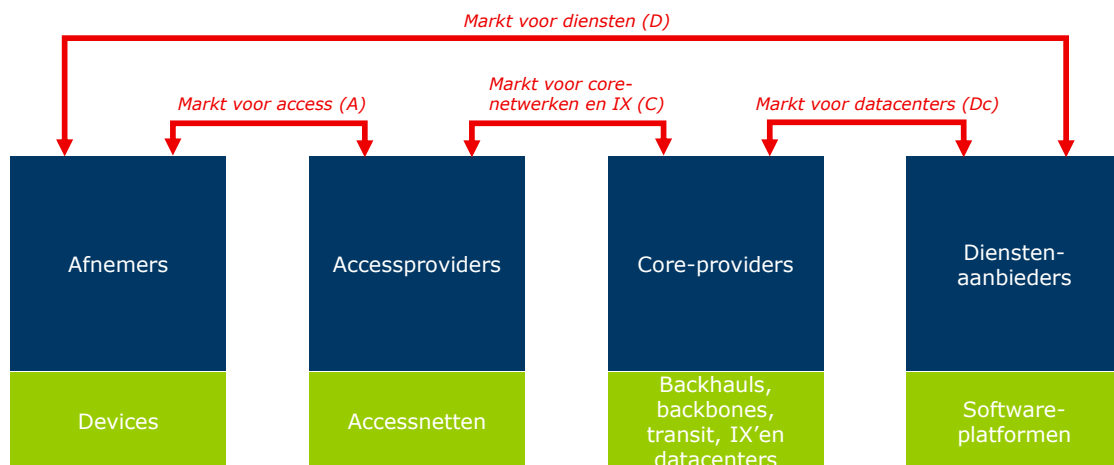 Markt voor diensten (D)
Markt voor access (A)
Markt voor core-
netwerken en IX (C)
Markt voor datacenters (Dc)
Afnemers
Accessproviders
Core-providers
Diensten-
aanbieders
Devices
Accessnetten
Backhauls,
backbones,
transit, IX’en
datacenters
Software-
platformen